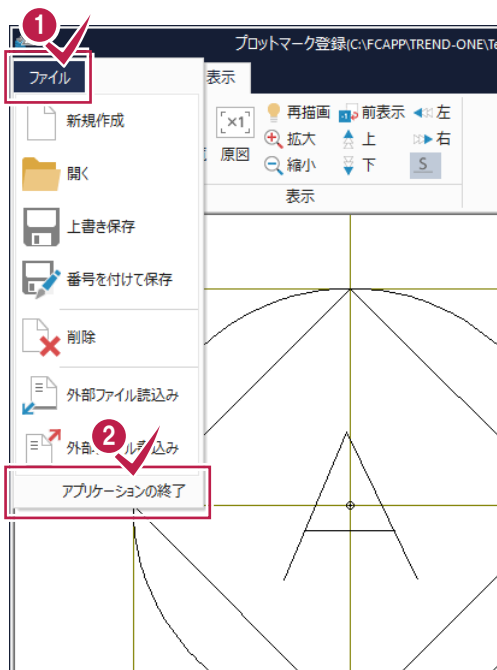 1
プロットマーク登録(C:\FCAPP\TREND-ONE\Te
ファイル
表示
新規作成
開く
上書き保存
番号を付けて保存
削除
外部ファイル読込み
2
アプリケーションの終了
×1
原図
再描画
拡大
縮小
前表示
上
下
左
右
S
表示
A